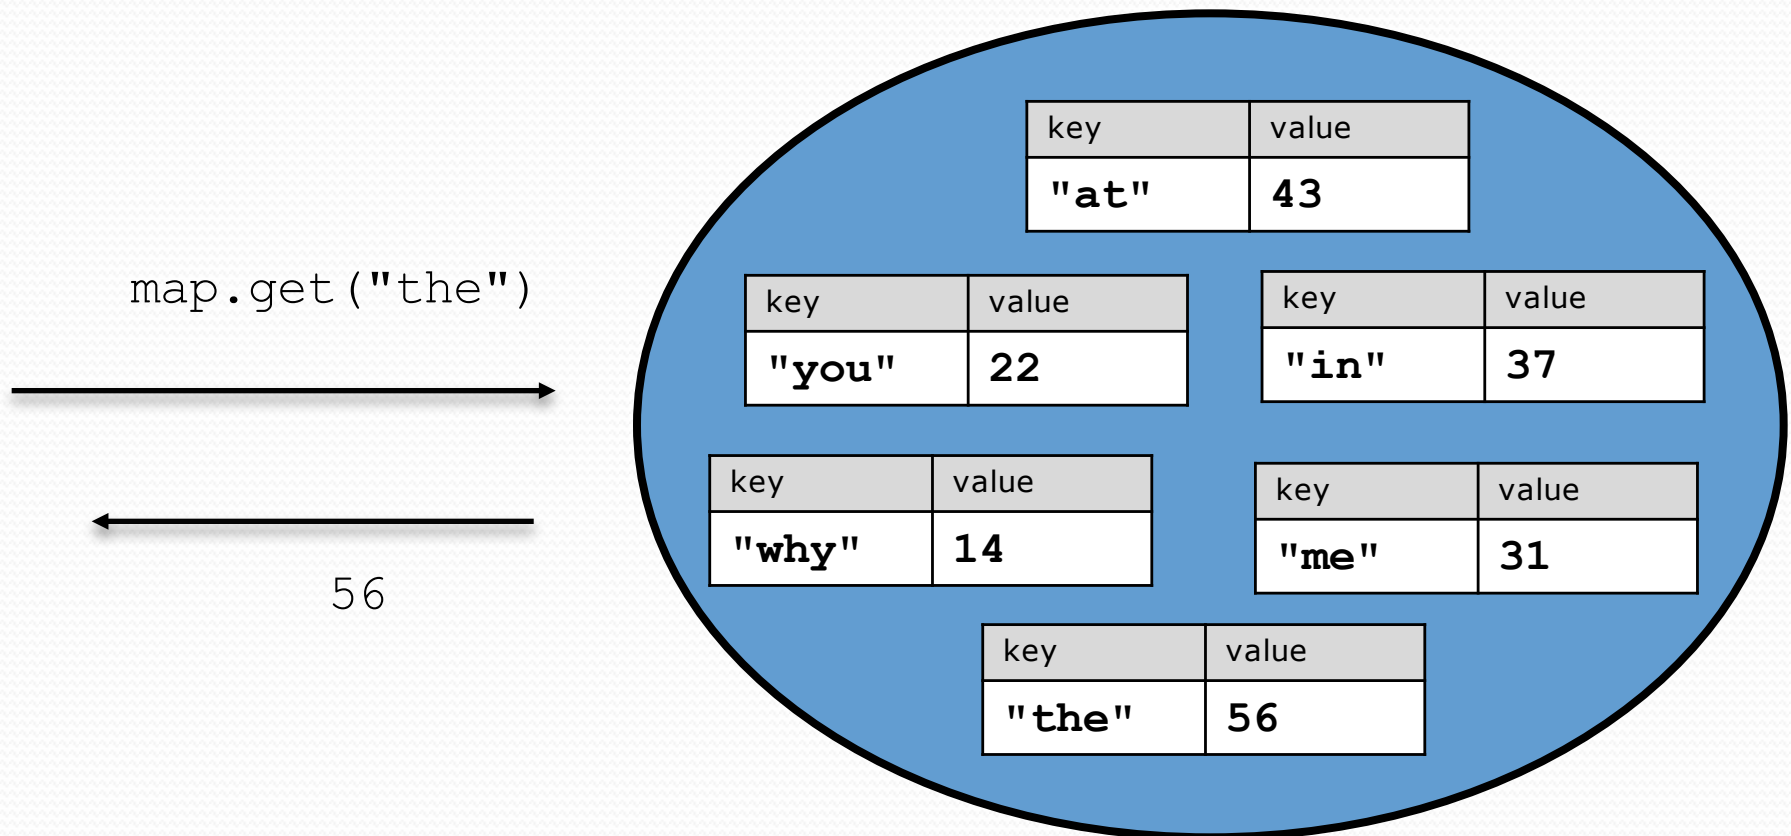 map.get("the")
56
key value
"at" 43
key value
"you" 22
key value
"in" 37
key value
"why" 14
key value
"me" 31
key value
"the" 56